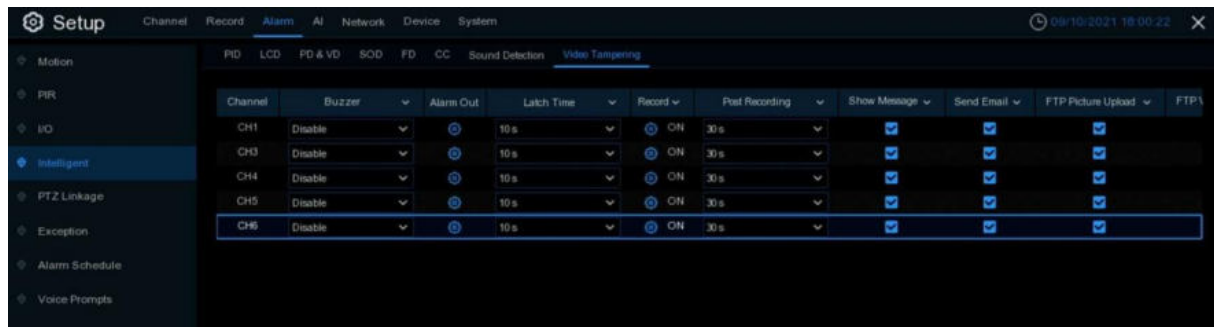 Setup Channel Record Alarm AI Network Device System 09/10/2021 18:00:22
Motion
PIR
I/O
Intelligent
PTZ Linkage
Exception
Alarm Schedule
Voice Prompts
PID LCD PD & VD SOD FD CC Sound Detection Video Tampering
Channel Buzzer Alarm Out Latch Time Record Post Recording Show Message Send Email FTP Picture Upload FTP V
CH1 Disable 10 s ON 30 s
CH3 Disable 10 s ON 30 s
CH4 Disable 10 s ON 30 s
CH5 Disable 10 s ON 30 s
CH6 Disable 10 s ON 30 s